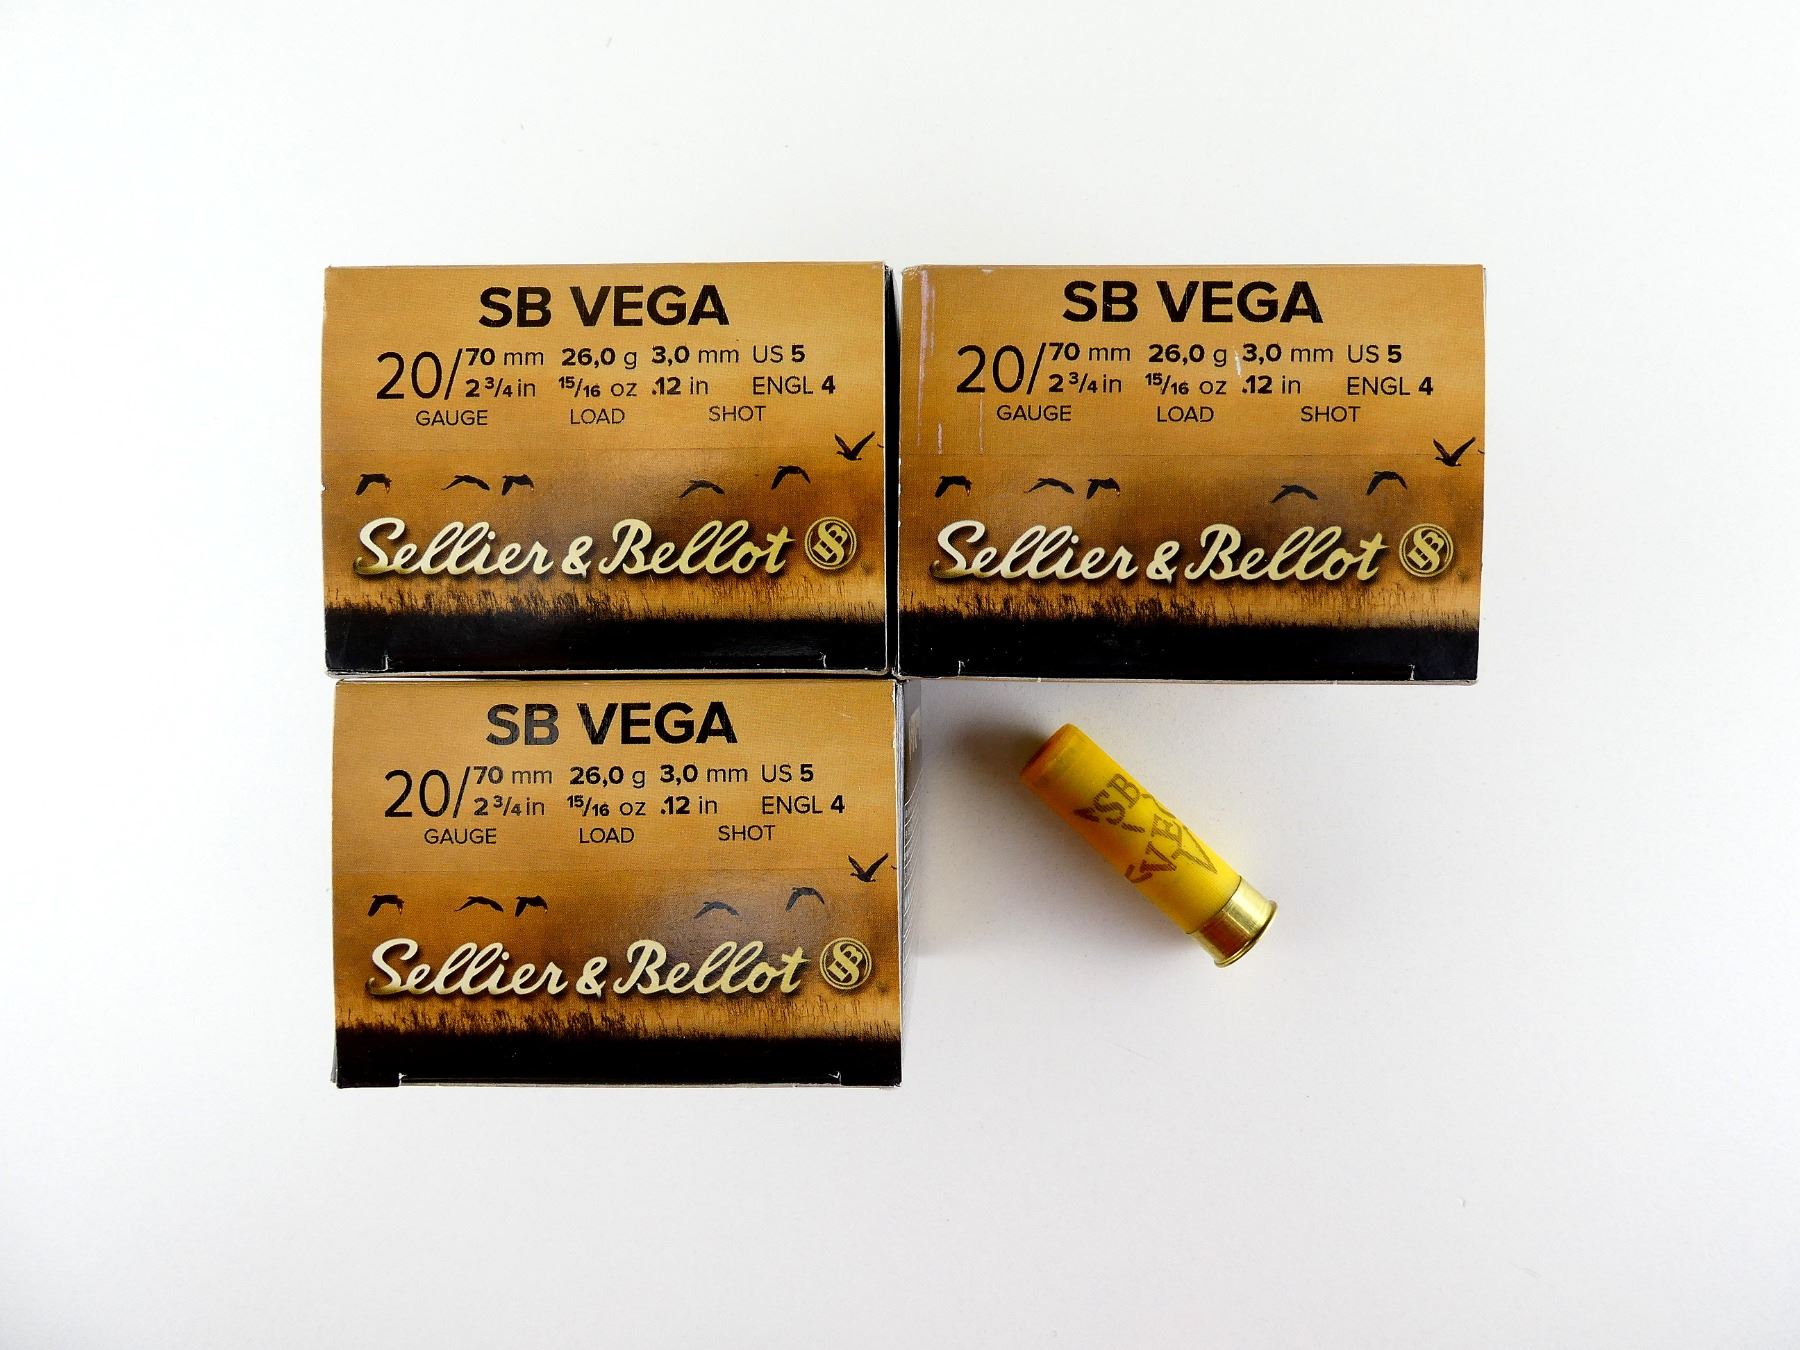 SB VEGA
20/70 mm 26,0 g 3,0 mm US 5
2 3/4 in 15/16 oz .12 in ENGL 4
GAUGE LOAD SHOT
Sellier & Bellot SB
SB VEGA
20/70 mm 26,0 g 3,0 mm US 5
2 3/4 in 15/16 oz .12 in ENGL 4
GAUGE LOAD SHOT
Sellier & Bellot SB
SB VEGA
20/70 mm 26,0 g 3,0 mm US 5
2 3/4 in 15/16 oz .12 in ENGL 4
GAUGE LOAD SHOT
Sellier & Bellot SB
SB